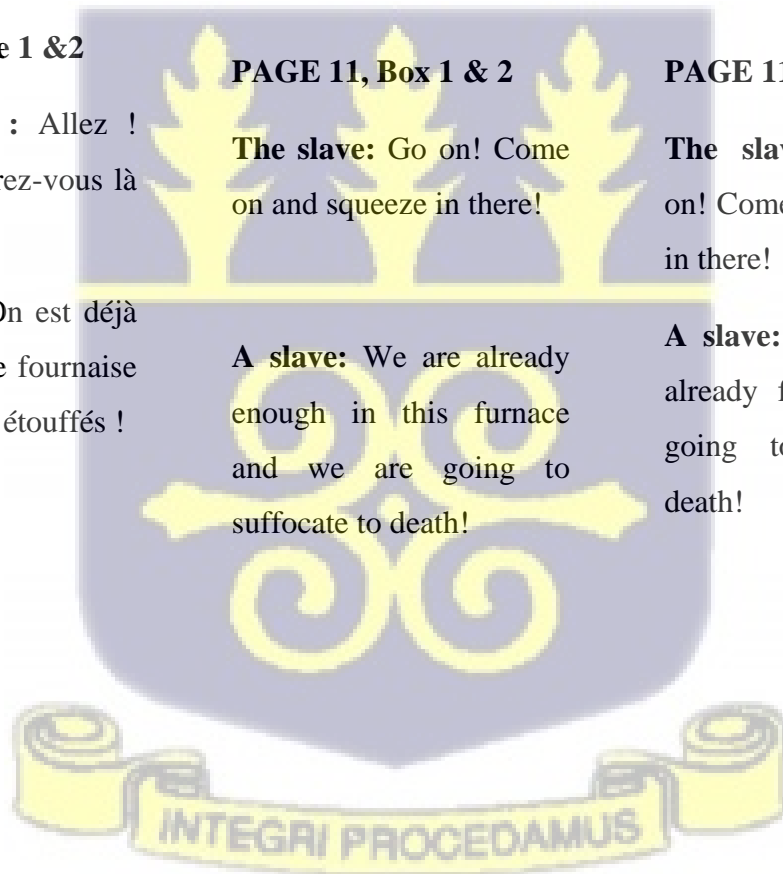 e 1 &2
: Allez !
rez-vous là
On est déjà
e fournaise
étouffés !
PAGE 11, Box 1 & 2
The slave: Go on! Come
on and squeeze in there!
A slave: We are already
enough in this furnace
and we are going to
suffocate to death!
PAGE 11
The slav
on! Come
in there!
A slave:
already f
going to
death!
INTEGRI PROCEDAMUS